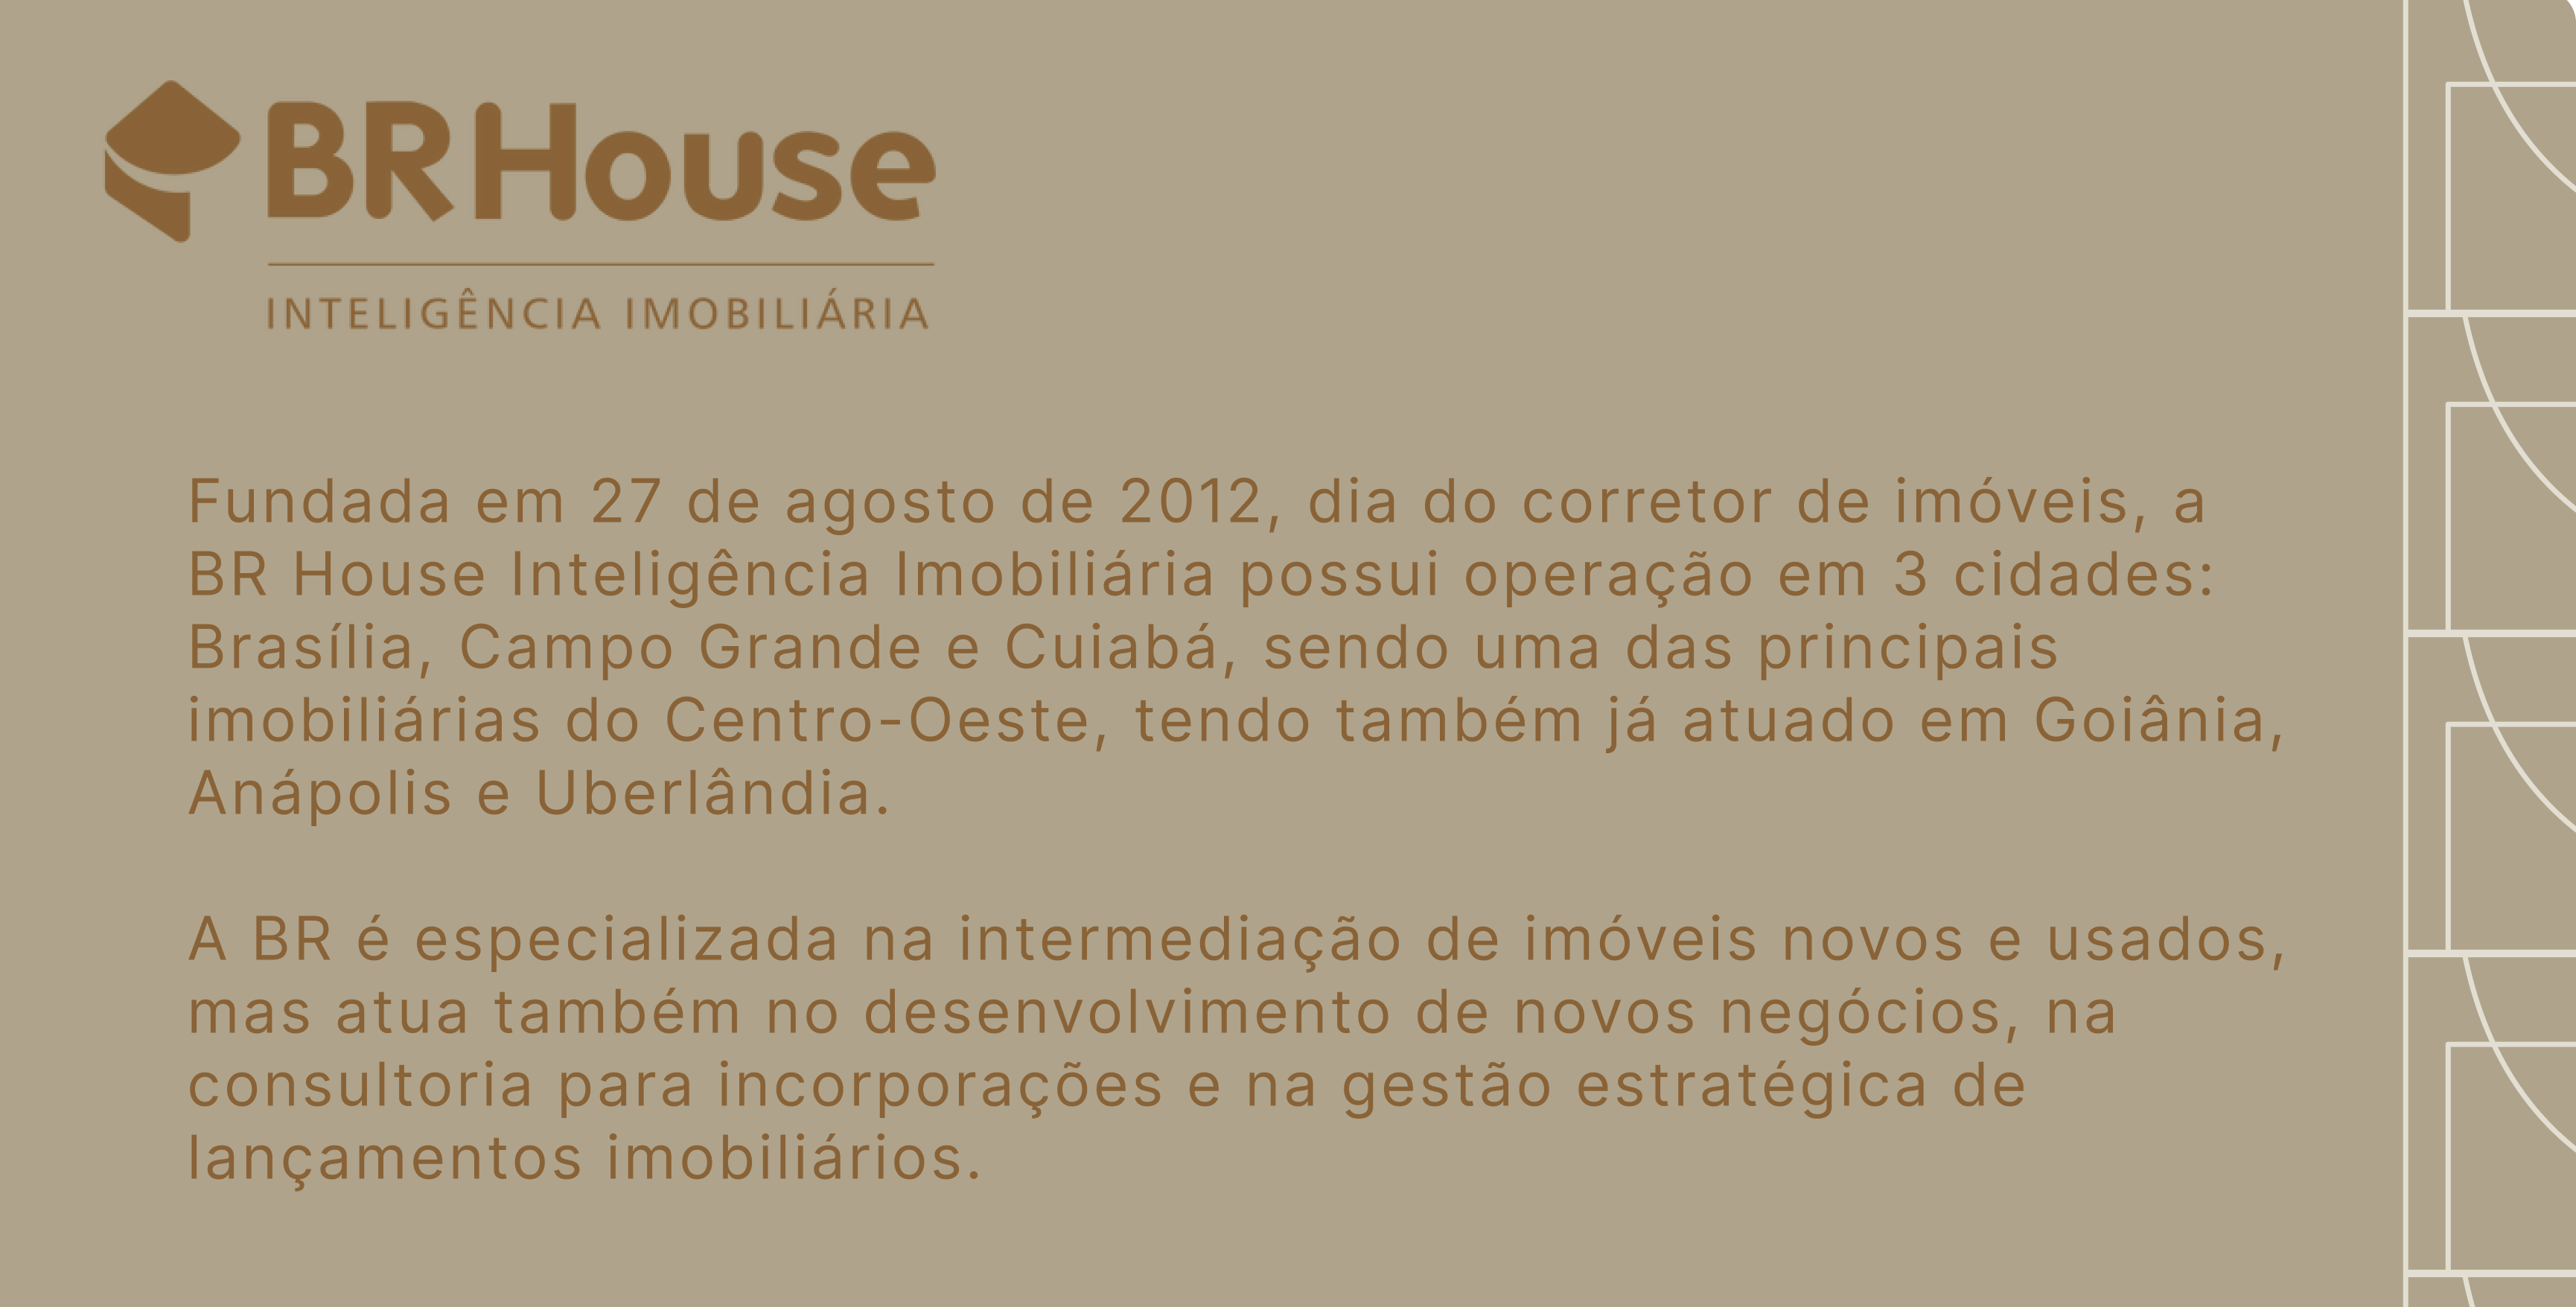 BRHouse
INTELIGÊNCIA IMOBILIÁRIA
Fundada em 27 de agosto de 2012, dia do corretor de imóveis, a
BR House Inteligência Imobiliária possui operação em 3 cidades:
Brasília, Campo Grande e Cuiabá, sendo uma das principais
imobiliárias do Centro-Oeste, tendo também já atuado em Goiânia,
Anápolis e Uberlândia.
A BR é especializada na intermediação de imóveis novos e usados,
mas atua também no desenvolvimento de novos negócios, na
consultoria para incorporações e na gestão estratégica de
lançamentos imobiliários.